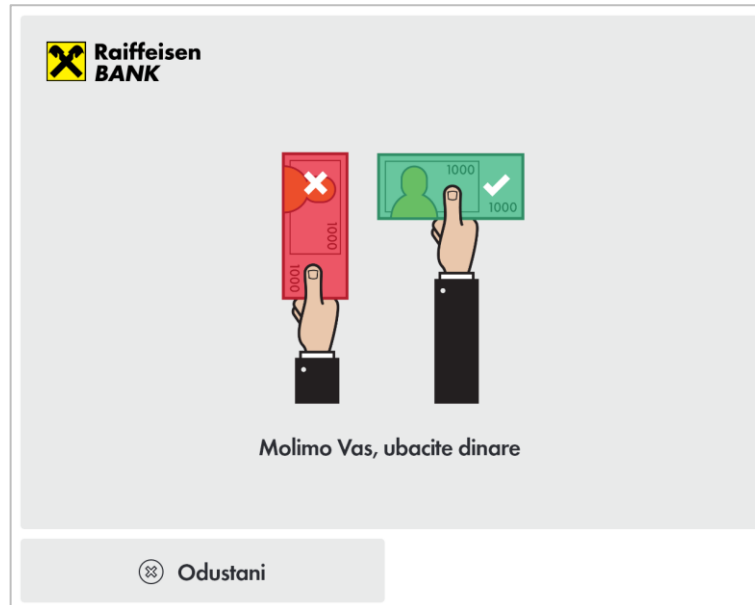 Raiffeisen
BANK
1000
1000
1000
1000
Molimo Vas, ubacite dinare
Odustani